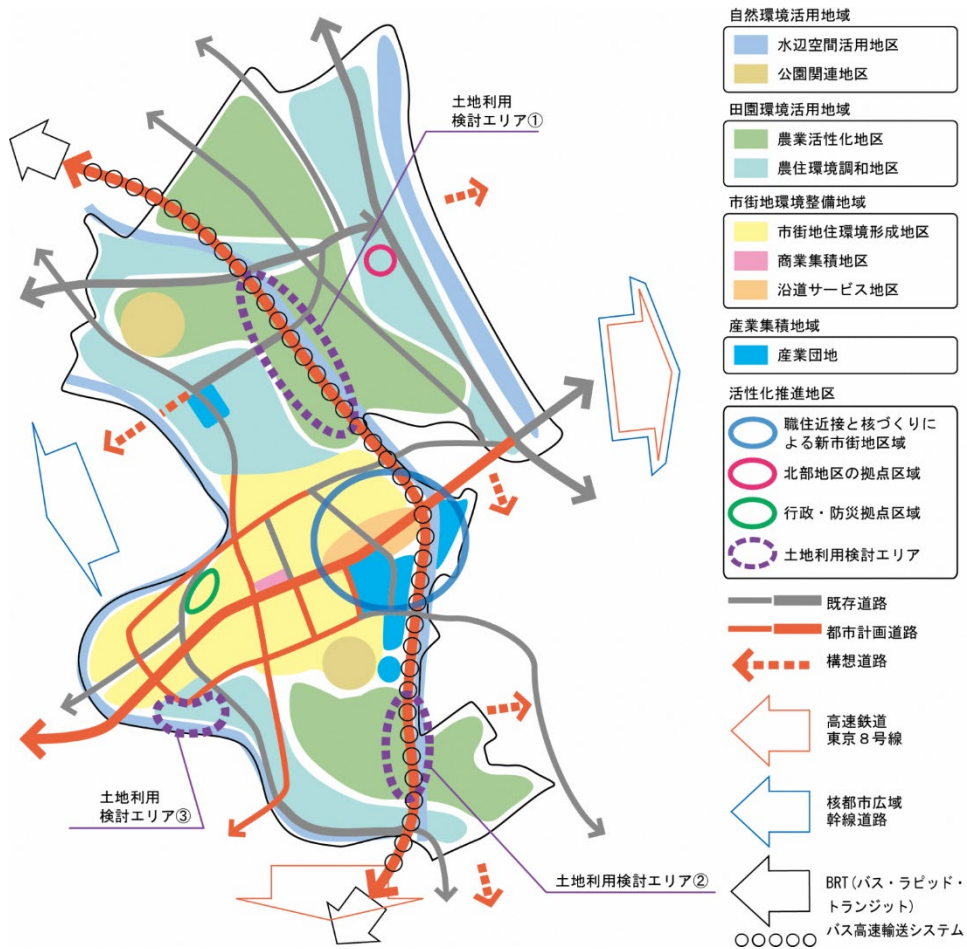 土地利用
検討エリア①
土地利用
検討エリア③
土地利用検討エリア②
自然環境活用地域
水辺空間活用地区
公園関連地区
田園環境活用地域
農業活性化地区
農住環境調和地区
市街地環境整備地域
市街地住環境形成地区
商業集積地区
沿道サービス地区
産業集積地域
産業団地
活性化推進地区
職住近接と核づくりに
よる新市街地区域
北部地区の拠点区域
行政・防災拠点区域
土地利用検討エリア
既存道路
都市計画道路
構想道路
高速鉄道
東京8号線
核都市広域
幹線道路
BRT(バス・ラピッド・
トランジット)
バス高速輸送システム